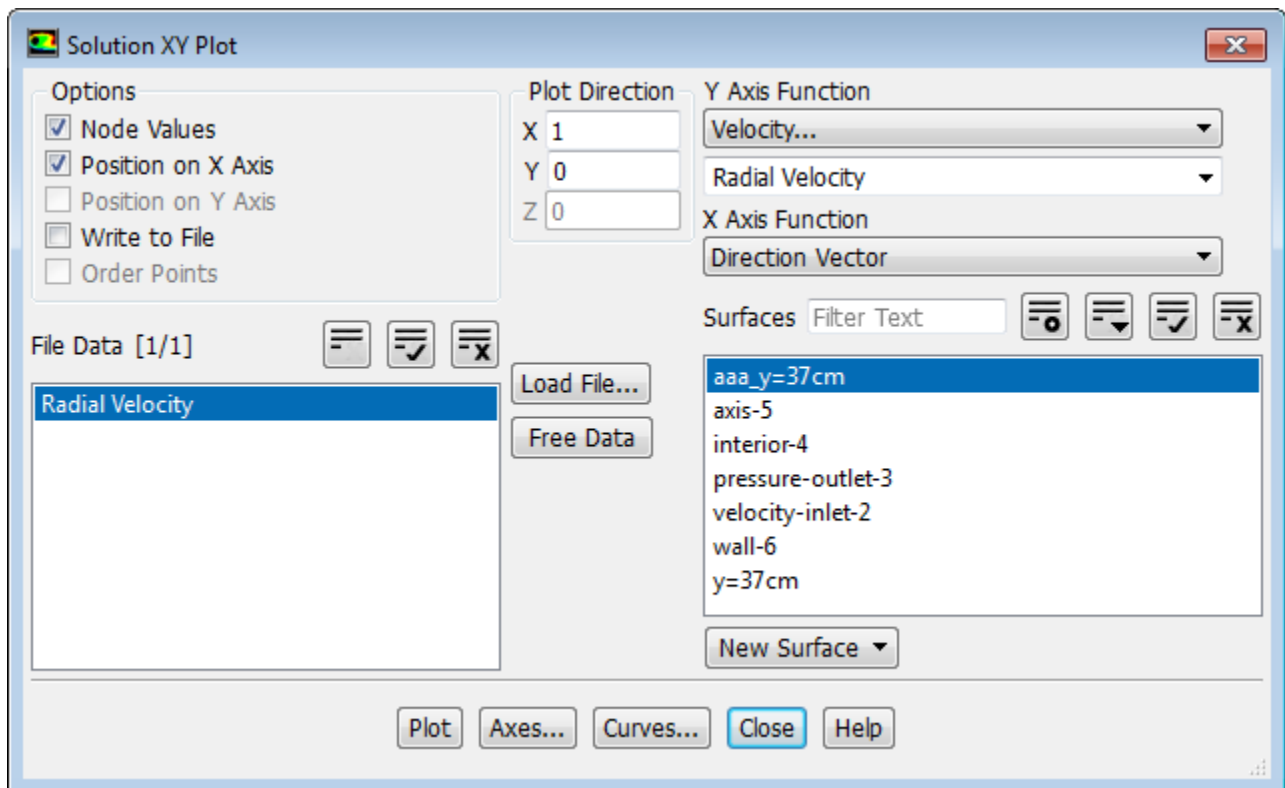 Solution XY Plot
Options
Node Values
Position on X Axis
Position on Y Axis
Write to File
Order Points
Plot Direction
X 1
Y 0
Z 0
Y Axis Function
Velocity...
Radial Velocity
X Axis Function
Direction Vector
File Data [1/1]
Radial Velocity
Load File...
Free Data
Surfaces Filter Text
aaa_y=37cm
axis-5
interior-4
pressure-outlet-3
velocity-inlet-2
wall-6
y=37cm
New Surface
Plot Axes... Curves... Close Help